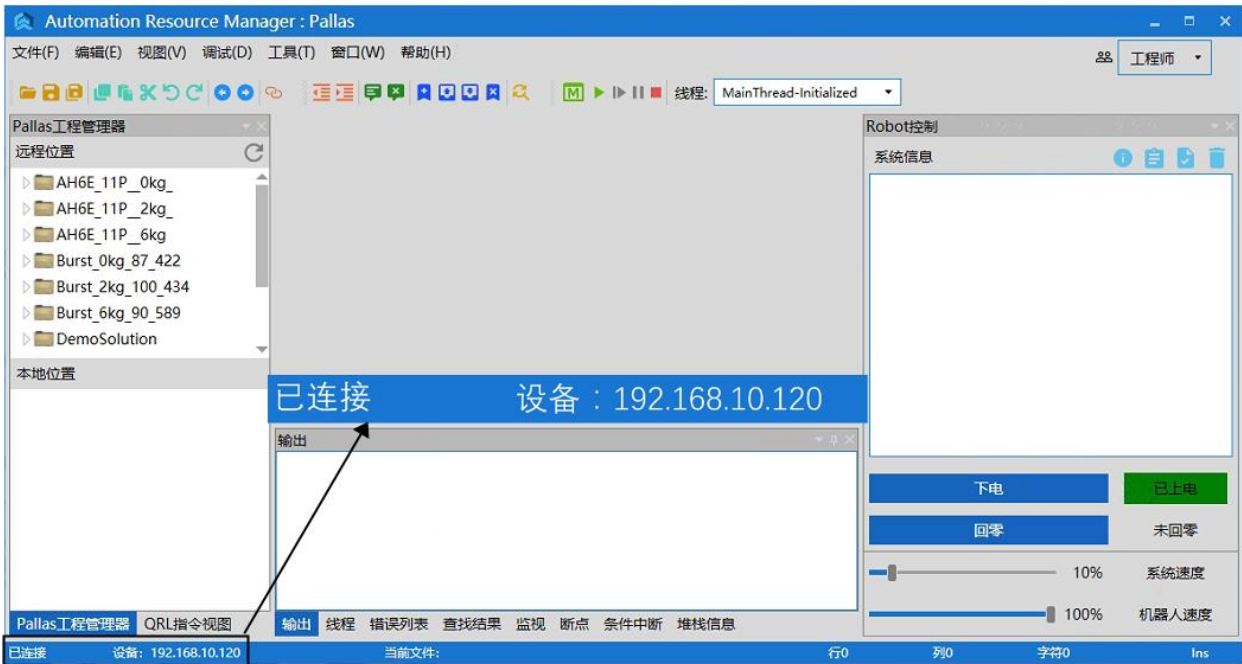 Automation Resource Manager : Pallas
文件(F) 编辑(E) 视图(V) 调试(D) 工具(T) 窗口(W) 帮助(H)
工程师
M 线程: MainThread-Initialized
Pallas工程管理器
Robot控制
远程位置
系统信息
AH6E_11P__0kg_
AH6E_11P__2kg_
AH6E_11P__6kg
Burst_0kg_87_422
Burst_2kg_100_434
Burst_6kg_90_589
DemoSolution
本地位置
已连接 设备：192.168.10.120
输出
下电 已上电
回零 未回零
10% 系统速度
100% 机器人速度
Pallas工程管理器 QRL指令视图
输出 线程 错误列表 查找结果 监视 断点 条件中断 堆栈信息
已连接 设备: 192.168.10.120 当前文件: 行0 列0 字符0 Ins